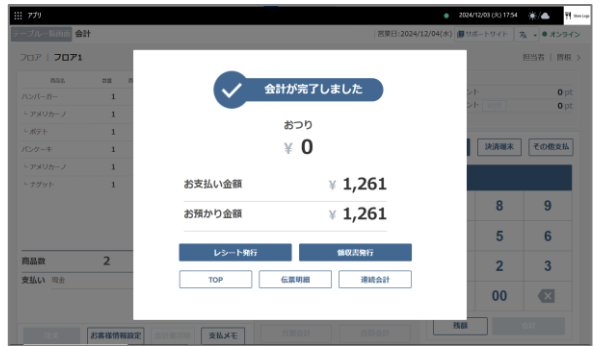 アプリ
2024/12/03 (火) 17:54
テーブル一覧画面 会計
営業日:2024/12/04(水)
サポートサイト
オンライン
フロア | フロア1
担当者
商品名
点数
ハンバーガー 1
└ アメリカーノ 1
└ ポテト 1
パンケーキ 1
└ アメリカーノ 1
└ ナゲット 1
商品数 2
支払い 現金
お客様情報設定
支払メモ
会計が完了しました
おつり
¥ 0
お支払い金額 ¥ 1,261
お預かり金額 ¥ 1,261
レシート発行
領収書発行
TOP
伝票明細
連続会計
0 pt
0 pt
決済端末
その他支払
8 9
5 6
2 3
00
残額